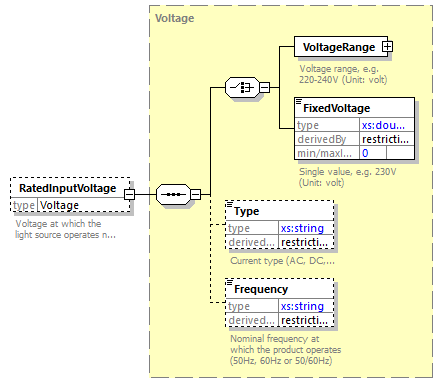 Voltage
VoltageRange
Voltage range, e.g.
220-240V (Unit: volt)
FixedVoltage
type xs:dou...
derivedBy restricti...
min/maxI... 0
Single value, e.g. 230V
(Unit: volt)
RatedInputVoltage
type Voltage
Voltage at which the
light source operates n...
Type
type xs:string
derived... restricti...
Current type (AC, DC,...
Frequency
type xs:string
derived... restricti...
Nominal frequency at
which the product operates
(50Hz, 60Hz or 50/60Hz)